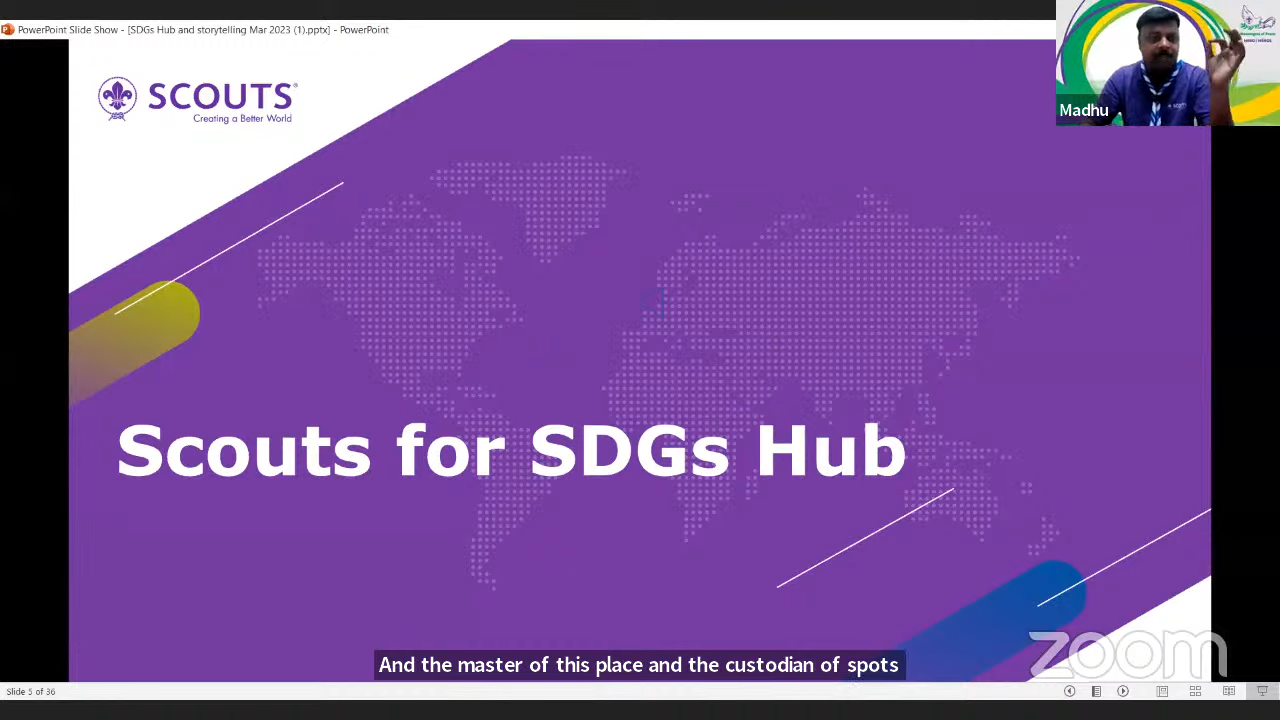 PowerPoint Slide Show - [SDGs Hub and storytelling Mar 2023 (1).pptx] - PowerPoint
SCOUTS®
Creating a Better World
Madhu
Scouts for SDGs Hub
And the master of this place and the custodian of spots
zoom
Slide 5 of 36